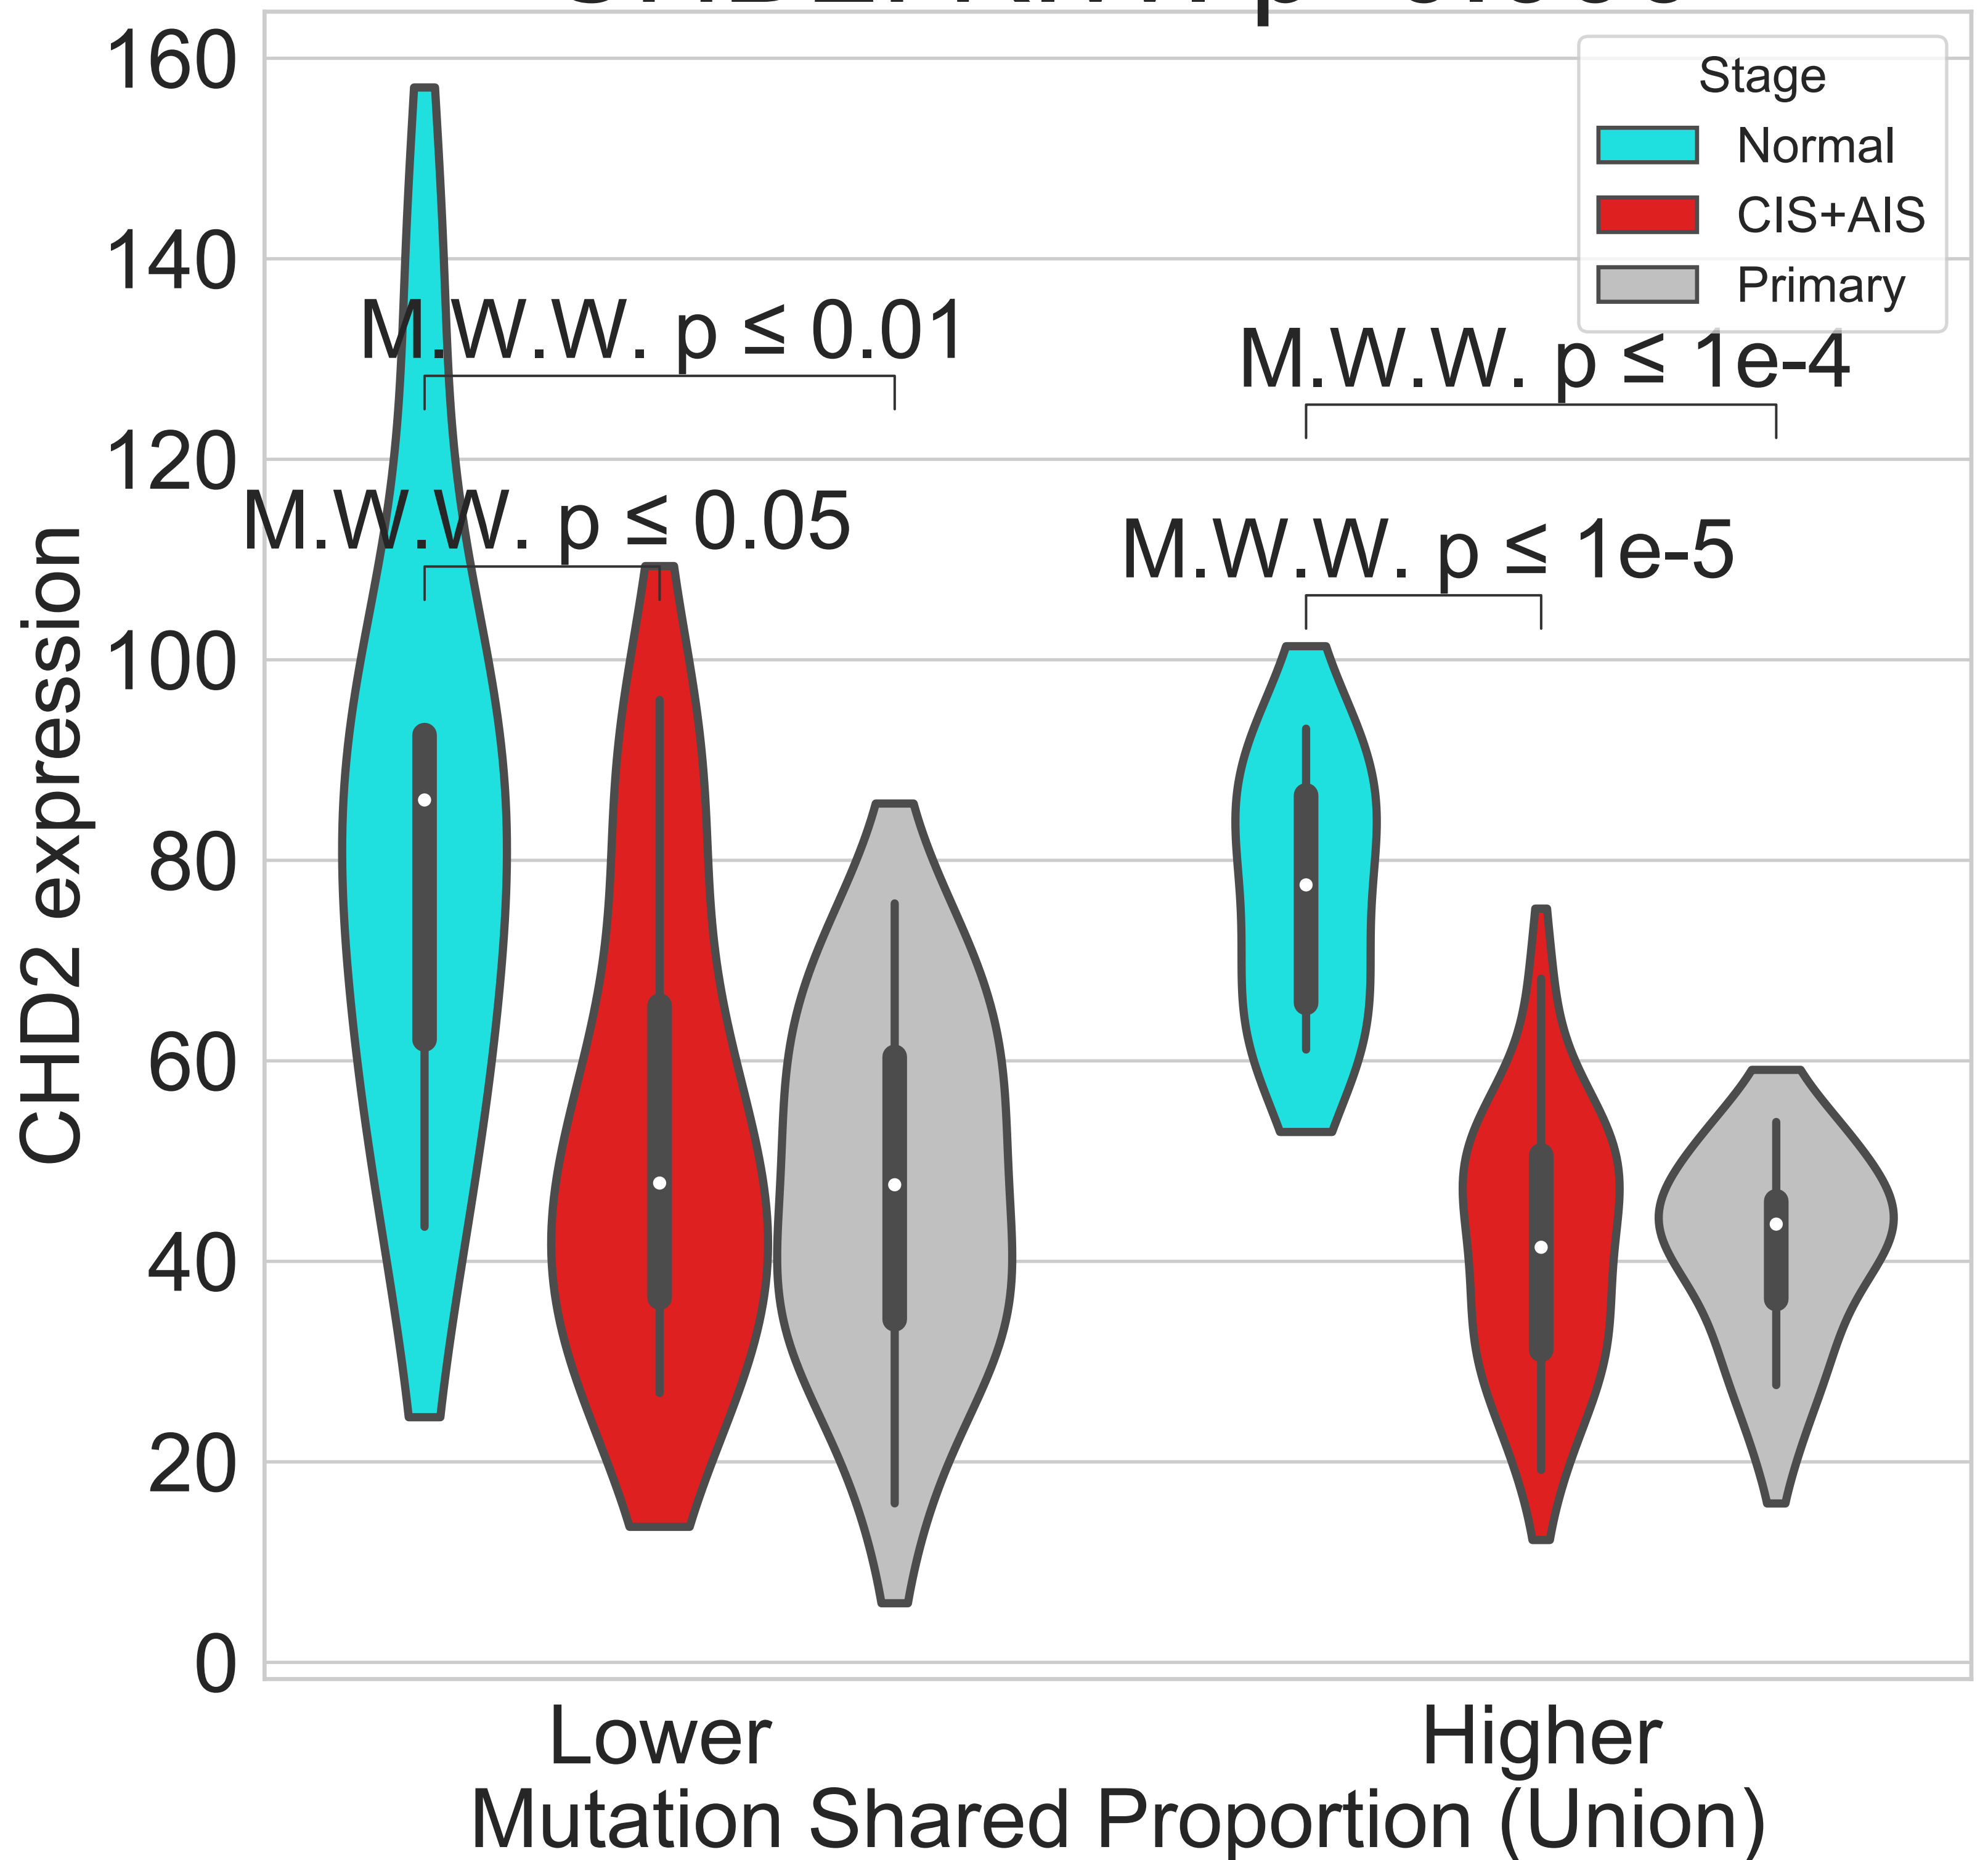 160
140
120
100
80
60
40
20
0
CHD2 expression
Stage
Normal
CIS+AIS
Primary
M.W.W. p ≤ 0.01
M.W.W. p ≤ 1e-4
M.W.W. p ≤ 0.05
M.W.W. p ≤ 1e-5
Lower
Higher
Mutation Shared Proportion (Union)